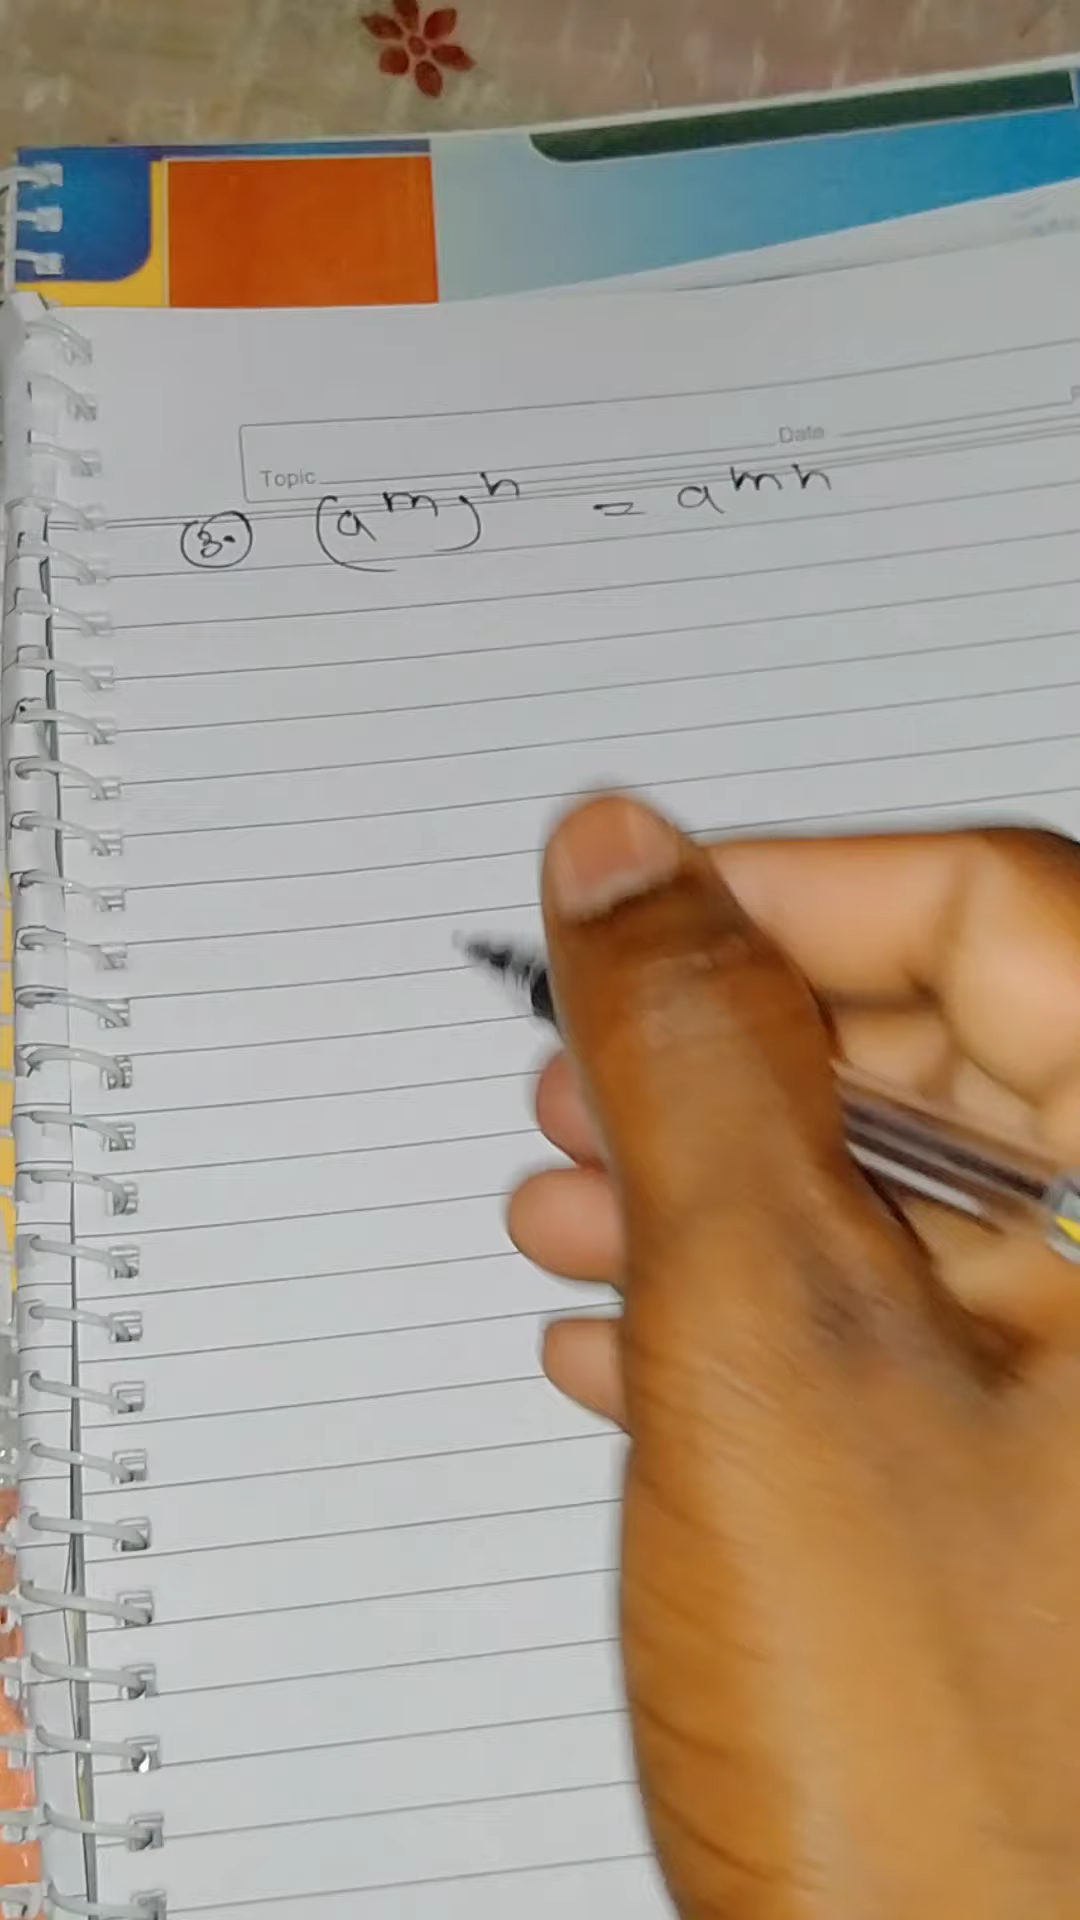 Topic Date
③. (a^m)^n = a^mn